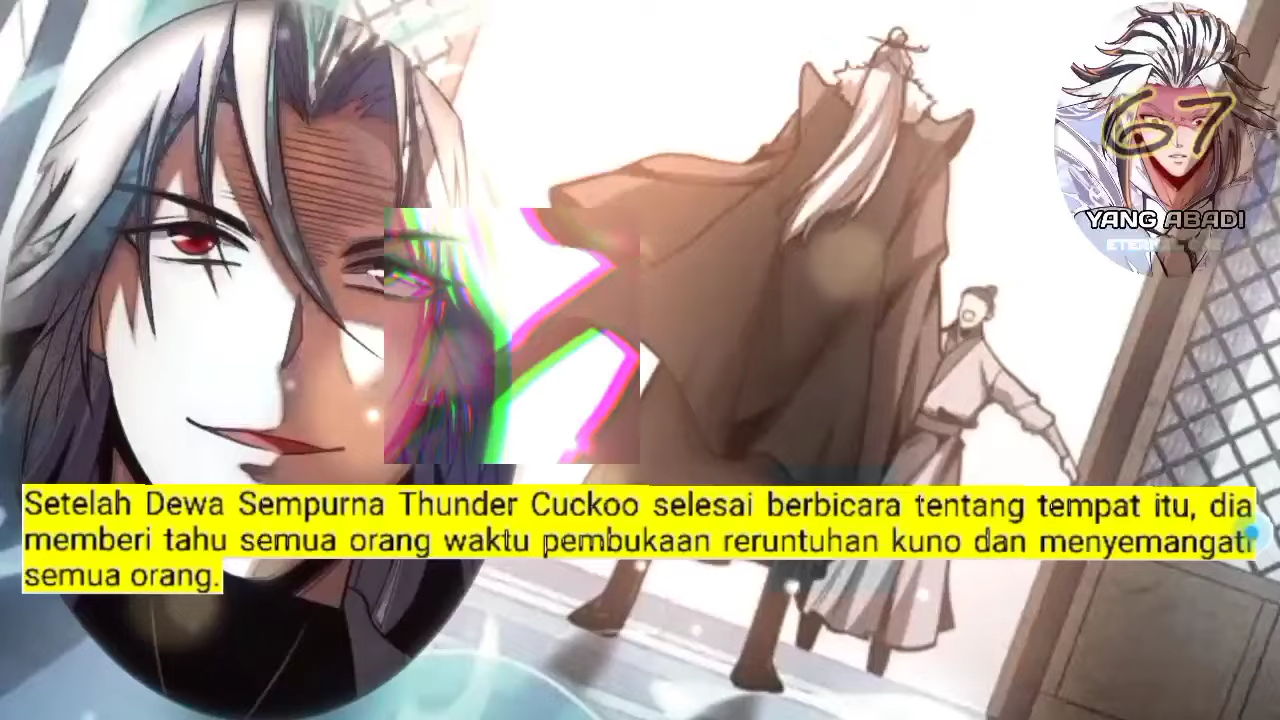 67
YANG ABADI
Setelah Dewa Sempurna Thunder Cuckoo selesai berbicara tentang tempat itu, dia
memberi tahu semua orang waktu pembukaan reruntuhan kuno dan menyemangati
semua orang.